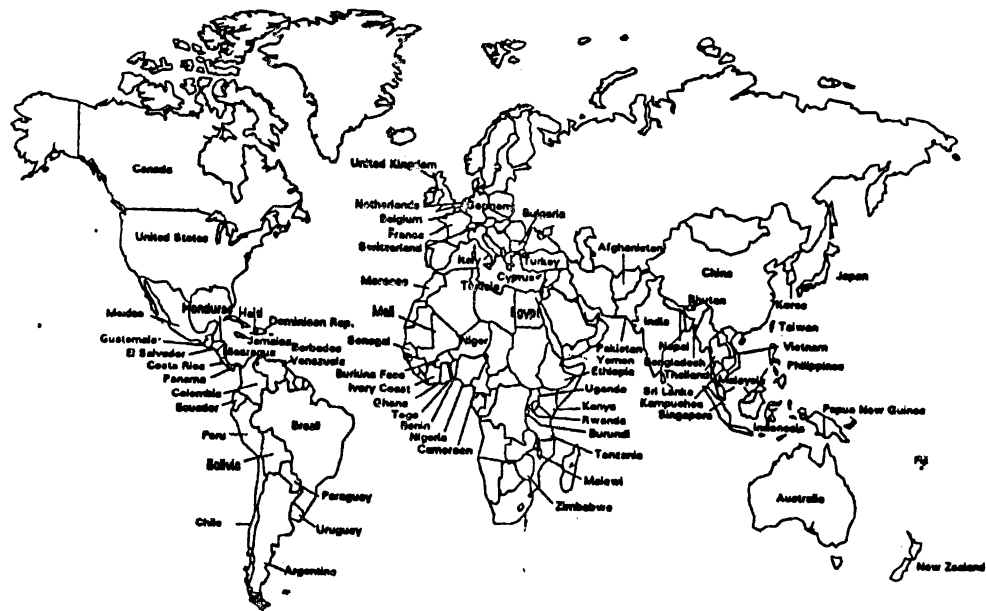 Canada
United States
Mexico
Honduras
Haiti
Dominican Rep.
Jamaica
Guatemala
Nicaragua
Barbados
El Salvador
Venezuela
Costa Rica
Panama
Colombia
Ecuador
Peru
Brazil
Bolivia
Paraguay
Chile
Uruguay
Argentina
United Kingdom
Netherlands
Germany
Belgium
Bulgaria
France
Switzerland
Italy
Turkey
Cyprus
Morocco
Tunisia
Mali
Egypt
Senegal
Niger
Burkina Faso
Ivory Coast
Ghana
Togo
Benin
Nigeria
Cameroon
Afghanistan
China
Japan
Bhutan
Korea
India
Taiwan
Pakistan
Nepal
Vietnam
Yemen
Bangladesh
Philippines
Ethiopia
Thailand
Malaysia
Uganda
Sri Lanka
Kampuchea
Kenya
Singapore
Papua New Guinea
Rwanda
Indonesia
Burundi
Tanzania
Fiji
Malawi
Australia
Zimbabwe
New Zealand